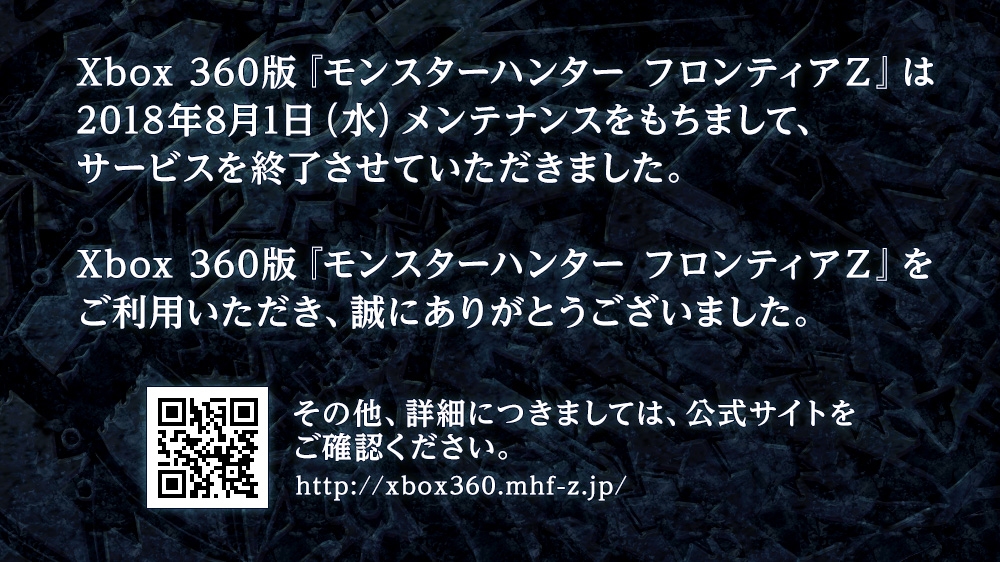 Xbox 360版『モンスターハンター フロンティアZ』は
2018年8月1日（水）メンテナンスをもちまして、
サービスを終了させていただきました。
Xbox 360版『モンスターハンター フロンティアZ』を
ご利用いただき、誠にありがとうございました。
その他、詳細につきましては、公式サイトを
ご確認ください。
http://xbox360.mhf-z.jp/